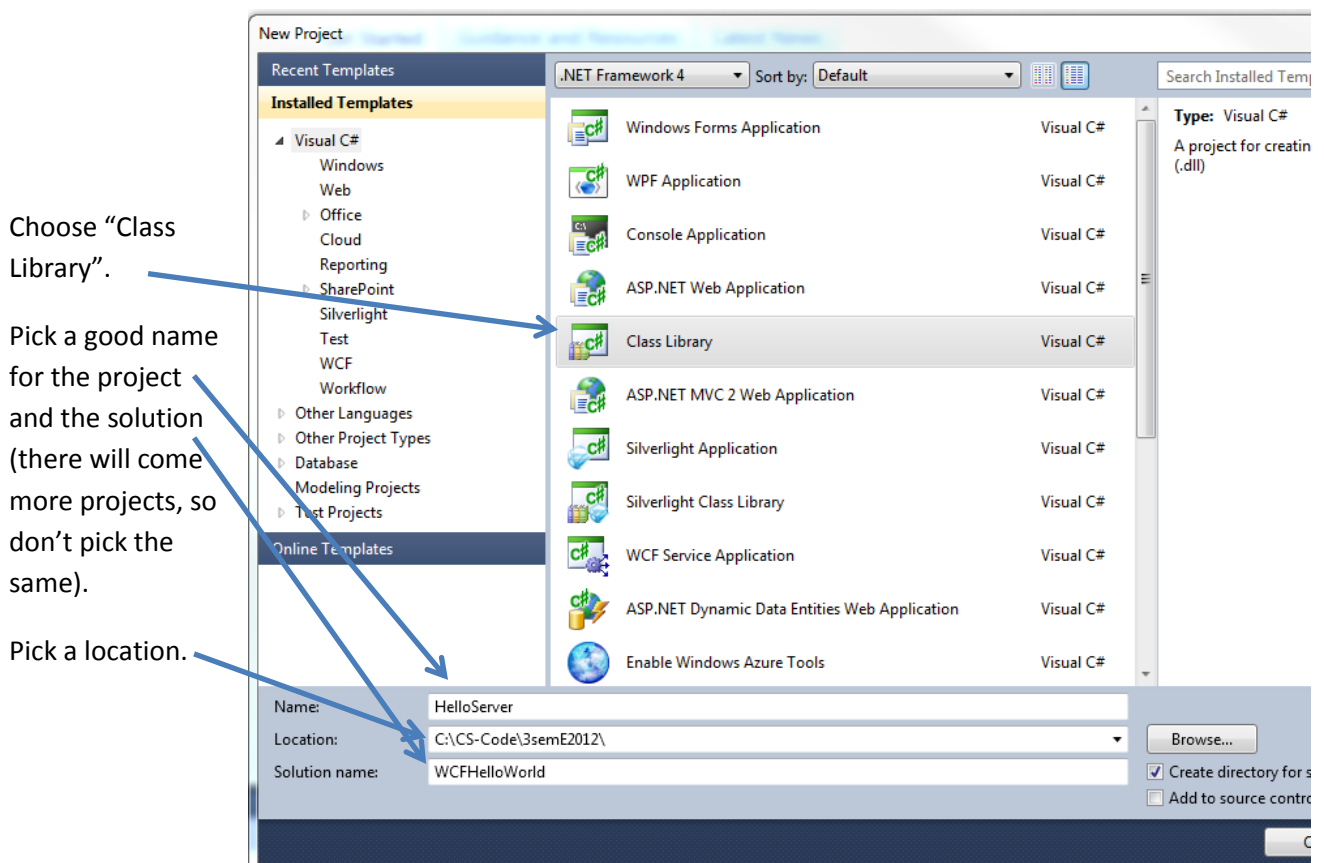 New Project
Recent Templates
Installed Templates
Visual C#
Windows
Web
Office
Cloud
Reporting
SharePoint
Silverlight
Test
WCF
Workflow
Other Languages
Other Project Types
Database
Modeling Projects
Test Projects
Online Templates
.NET Framework 4
Sort by:
Default
Search Installed Tem
Windows Forms Application Visual C#
WPF Application Visual C#
Console Application Visual C#
ASP.NET Web Application Visual C#
Class Library Visual C#
ASP.NET MVC 2 Web Application Visual C#
Silverlight Application Visual C#
Silverlight Class Library Visual C#
WCF Service Application Visual C#
ASP.NET Dynamic Data Entities Web Application Visual C#
Enable Windows Azure Tools Visual C#
Type: Visual C#
A project for creatin
(.dll)
Choose “Class
Library”.
Pick a good name
for the project
and the solution
(there will come
more projects, so
don’t pick the
same).
Pick a location.
Name: HelloServer
Location: C:\CS-Code\3semE2012\
Browse...
Solution name: WCFHelloWorld
Create directory for s
Add to source contro